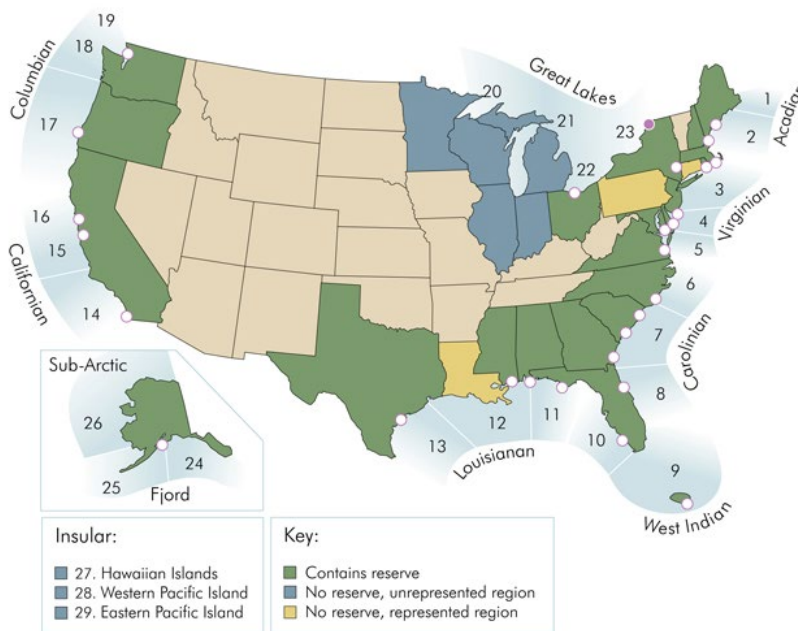 19
18
Columbian
17
16
15
Californian
14
Great Lakes
20
21
23
22
1
Acadian
2
3
Virginian
4
5
6
7
Carolinian
8
Sub-Arctic
26
24
25
Fjord
13
12
Louisianan
11
10
9
West Indian
Insular:
27. Hawaiian Islands
28. Western Pacific Island
29. Eastern Pacific Island
Key:
Contains reserve
No reserve, unrepresented region
No reserve, represented region